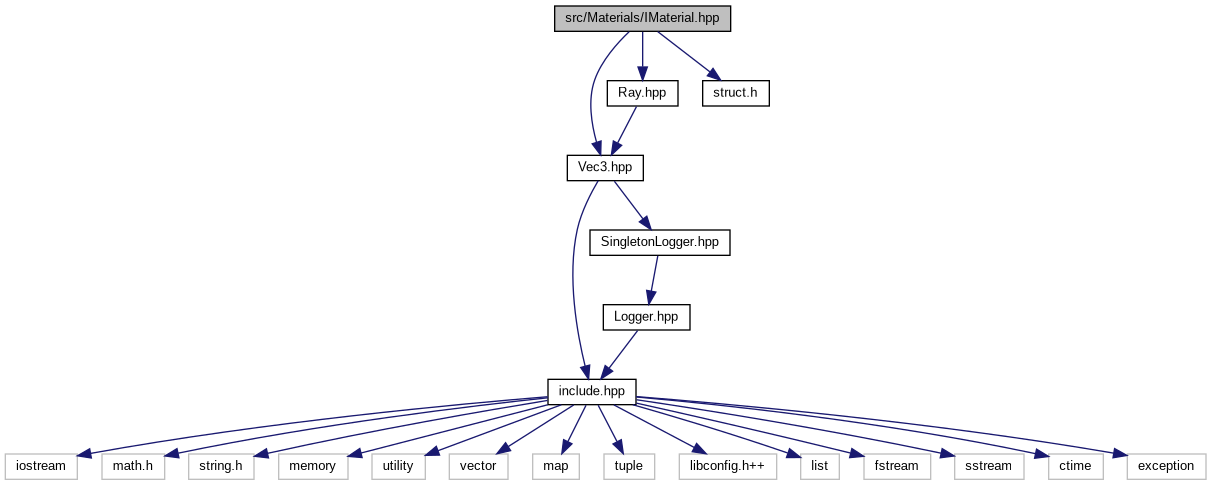 src/Materials/IMaterial.hpp
Ray.hpp
struct.h
Vec3.hpp
SingletonLogger.hpp
Logger.hpp
include.hpp
iostream
math.h
string.h
memory
utility
vector
map
tuple
libconfig.h++
list
fstream
sstream
ctime
exception